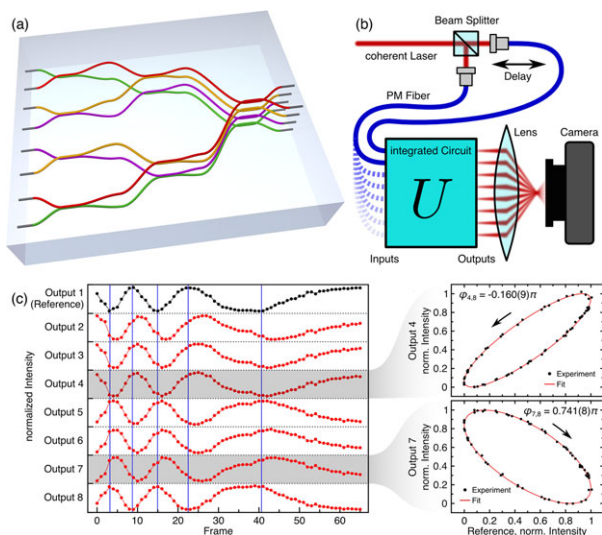 (a)
(b)
Beam Splitter
coherent Laser
Delay
PM Fiber
Lens
Camera
integrated Circuit
U
Inputs
Outputs
(c)
normalized Intensity
Output 1
(Reference)
Output 2
Output 3
Output 4
Output 5
Output 6
Output 7
Output 8
0 10 20 30 40 50 60
Frame
Output 4
norm. Intensity
1
0.8
0.6
0.4
0.2
0
φ4,8 = -0.160(9)π
Experiment
Fit
Output 7
norm. Intensity
1
0.8
0.6
0.4
0.2
0
φ7,8 = 0.741(8)π
Experiment
Fit
0 0.2 0.4 0.6 0.8 1
Reference, norm. Intensity